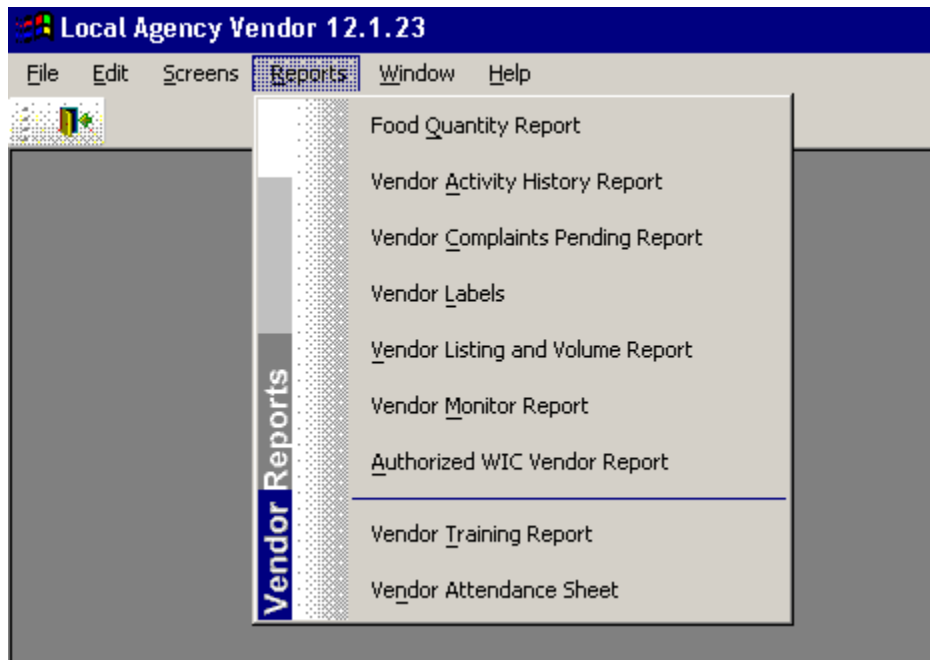 Local Agency Vendor 12.1.23
File Edit Screens Reports Window Help
Food Quantity Report
Vendor Activity History Report
Vendor Complaints Pending Report
Vendor Labels
Vendor Listing and Volume Report
Vendor Monitor Report
Authorized WIC Vendor Report
Vendor Training Report
Vendor Attendance Sheet
Vendor Reports